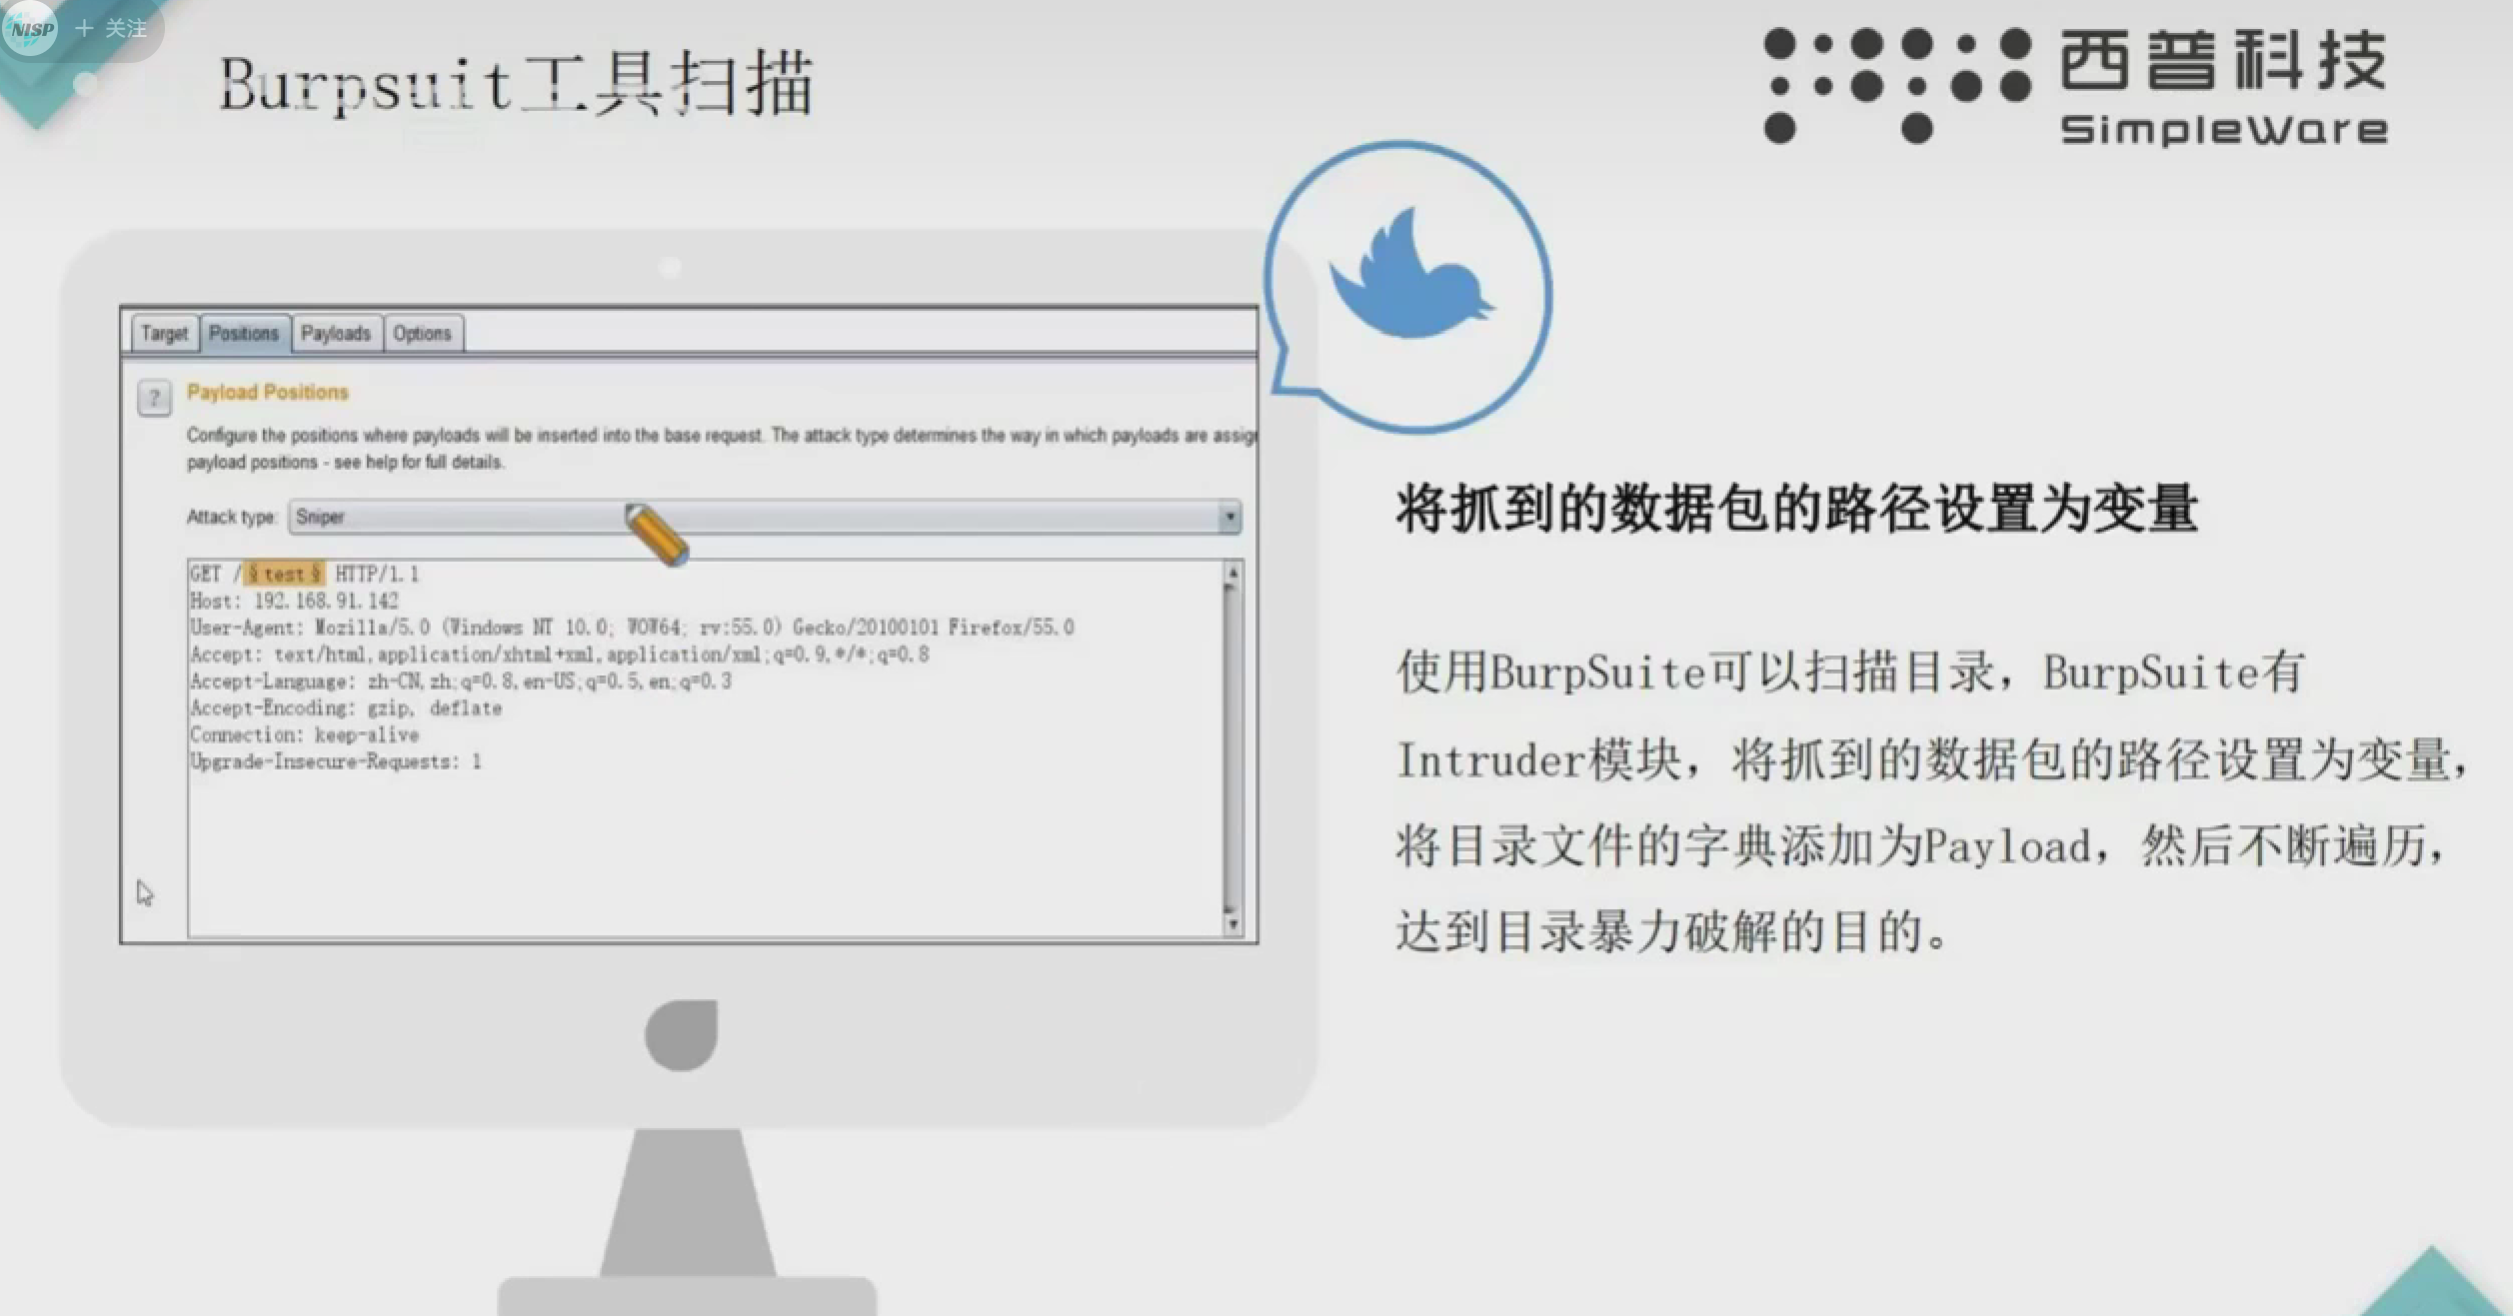 NISP
+ 关注
Burpsuit工具扫描
西普科技
SimpleWare
Target Positions Payloads Options
? Payload Positions
Configure the positions where payloads will be inserted into the base request. The attack type determines the way in which payloads are assig
payload positions - see help for full details.
Attack type: Sniper
GET /§test§ HTTP/1.1
Host: 192.168.91.142
User-Agent: Mozilla/5.0 (Windows NT 10.0; WOW64; rv:55.0) Gecko/20100101 Firefox/55.0
Accept: text/html,application/xhtml+xml,application/xml;q=0.9,*/*;q=0.8
Accept-Language: zh-CN,zh;q=0.8,en-US;q=0.5,en;q=0.3
Accept-Encoding: gzip, deflate
Connection: keep-alive
Upgrade-Insecure-Requests: 1
将抓到的数据包的路径设置为变量
使用BurpSuite可以扫描目录，BurpSuite有
Intruder模块，将抓到的数据包的路径设置为变量，
将目录文件的字典添加为Payload，然后不断遍历，
达到目录暴力破解的目的。